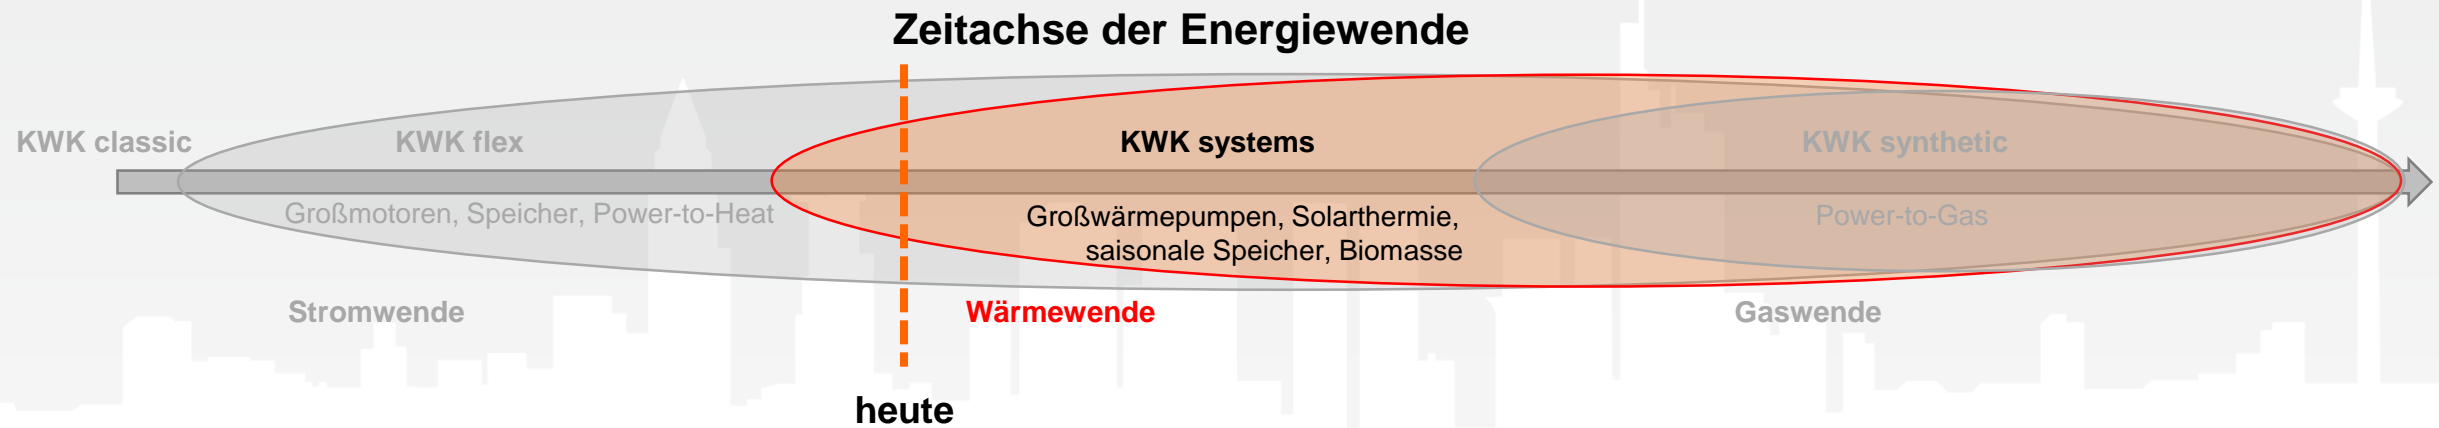 Zeitachse der Energiewende
KWK classic
KWK flex
KWK systems
KWK synthetic
Großmotoren, Speicher, Power-to-Heat
Großwärmepumpen, Solarthermie,
saisonale Speicher, Biomasse
Power-to-Gas
Stromwende
Wärmewende
Gaswende
heute